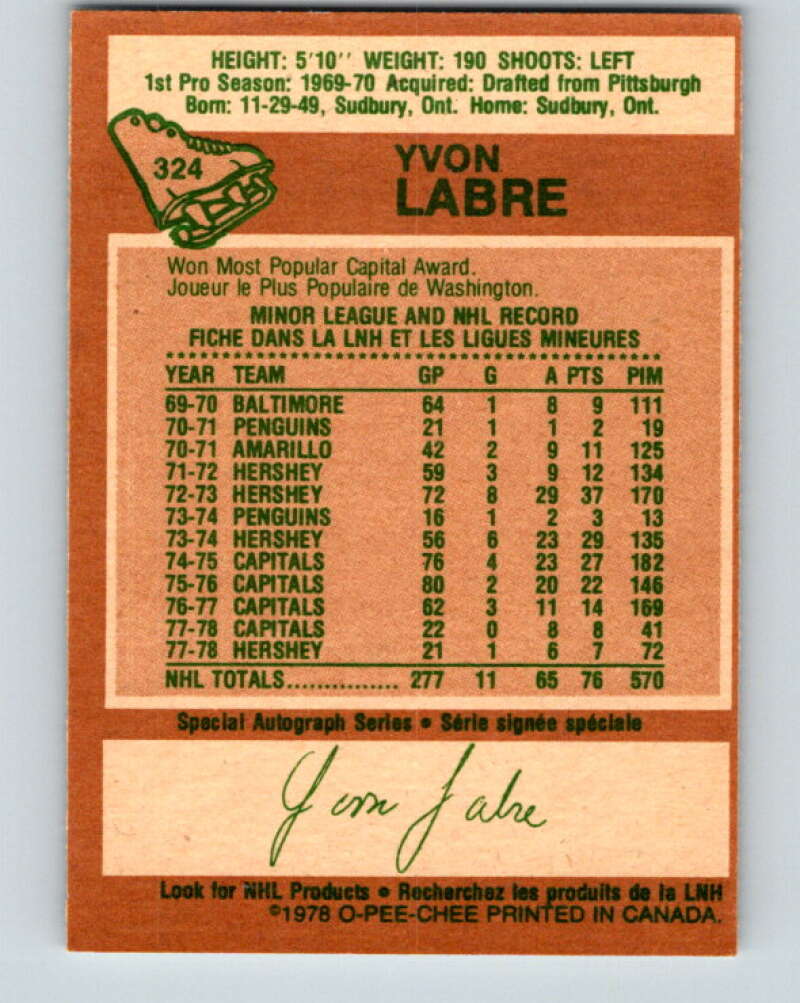 HEIGHT: 5'10'' WEIGHT: 190 SHOOTS: LEFT
1st Pro Season: 1969-70 Acquired: Drafted from Pittsburgh
Born: 11-29-49, Sudbury, Ont. Home: Sudbury, Ont.
324
YVON
LABRE
Won Most Popular Capital Award.
Joueur le Plus Populaire de Washington.
MINOR LEAGUE AND NHL RECORD
FICHE DANS LA LNH ET LES LIGUES MINEURES
YEAR TEAM GP G A PTS PIM
69-70 BALTIMORE 64 1 8 9 111
70-71 PENGUINS 21 1 1 2 19
70-71 AMARILLO 42 2 9 11 125
71-72 HERSHEY 59 3 9 12 134
72-73 HERSHEY 72 8 29 37 170
73-74 PENGUINS 16 1 2 3 13
73-74 HERSHEY 56 6 23 29 135
74-75 CAPITALS 76 4 23 27 182
75-76 CAPITALS 80 2 20 22 146
76-77 CAPITALS 62 3 11 14 169
77-78 CAPITALS 22 0 8 8 41
77-78 HERSHEY 21 1 6 7 72
NHL TOTALS............... 277 11 65 76 570
Special Autograph Series • Série signée spéciale
Yvon Labre
Look for NHL Products • Recherchez les produits de la LNH
©1978 O-PEE-CHEE PRINTED IN CANADA.